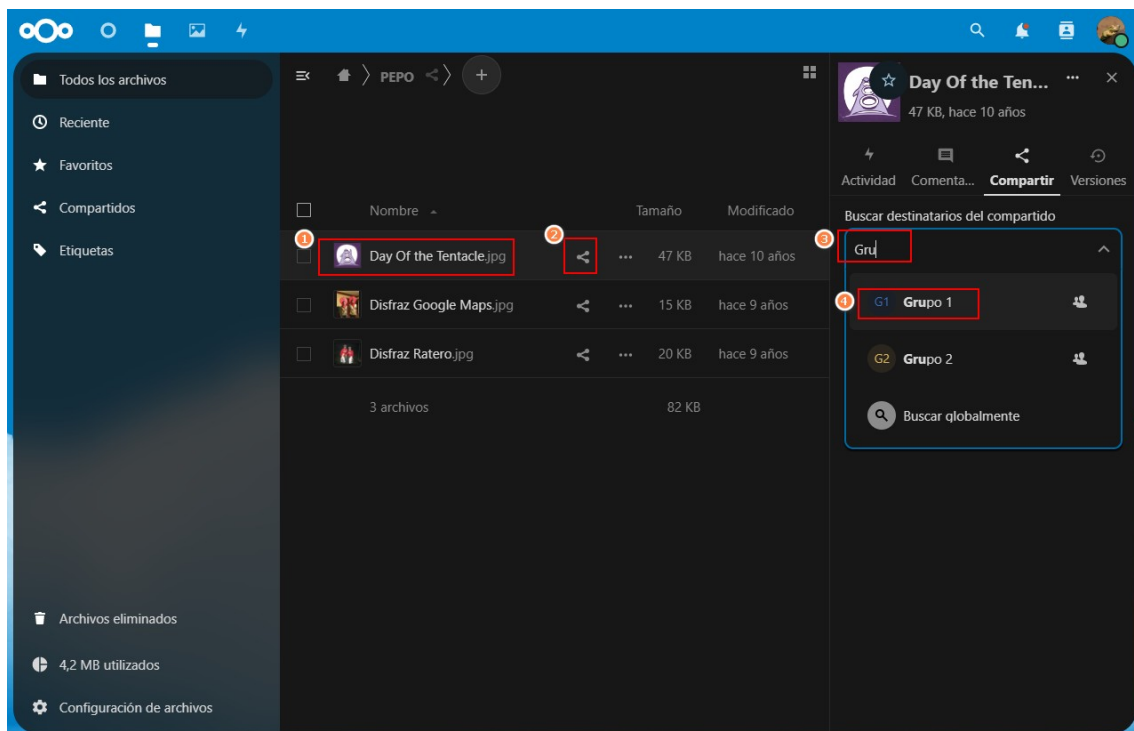 Todos los archivos
Reciente
Favoritos
Compartidos
Etiquetas
Archivos eliminados
4,2 MB utilizados
Configuración de archivos
PEPO
Nombre Tamaño Modificado
1 Day Of the Tentacle.jpg 2 47 KB hace 10 años
Disfraz Google Maps.jpg 15 KB hace 9 años
Disfraz Ratero.jpg 20 KB hace 9 años
3 archivos 82 KB
Day Of the Ten...
47 KB, hace 10 años
Actividad Comenta... Compartir Versiones
Buscar destinatarios del compartido
3 Gru
4 G1 Grupo 1
G2 Grupo 2
Buscar globalmente